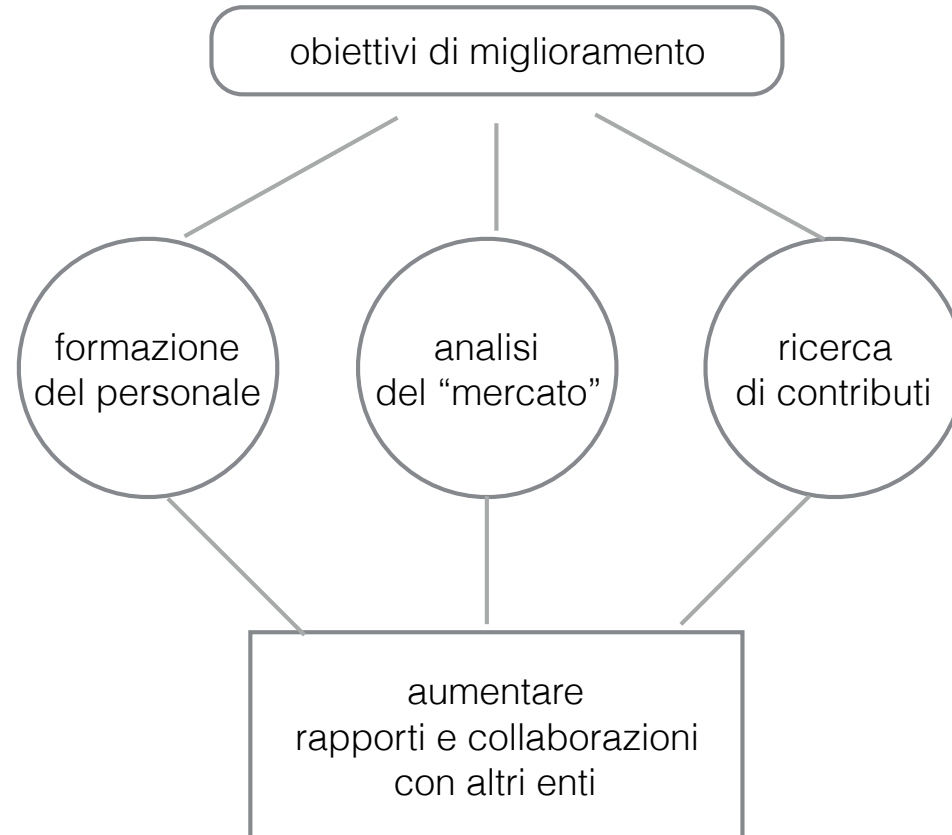 obiettivi di miglioramento
formazione
del personale
analisi
del “mercato”
ricerca
di contributi
aumentare
rapporti e collaborazioni
con altri enti